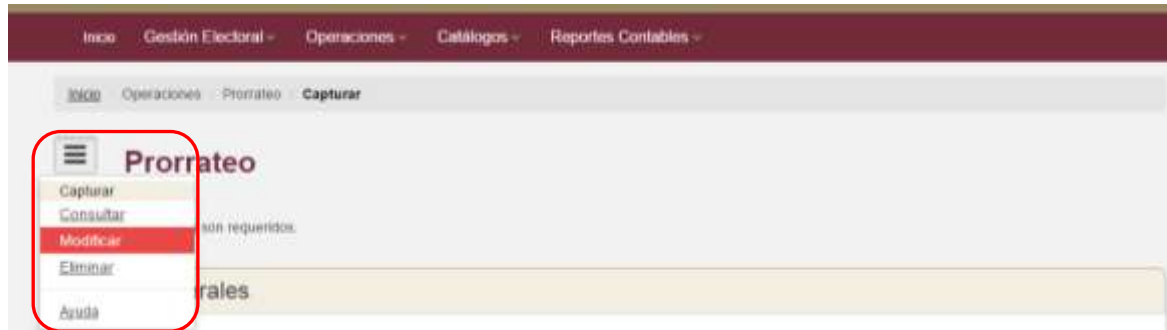 Inicio Gestión Electoral Operaciones Catálogos Reportes Contables
Inicio Operaciones Prorrateo Capturar
Prorrateo
Capturar
Consultar
son requeridos.
Modificar
Eliminar
rales
Ayuda